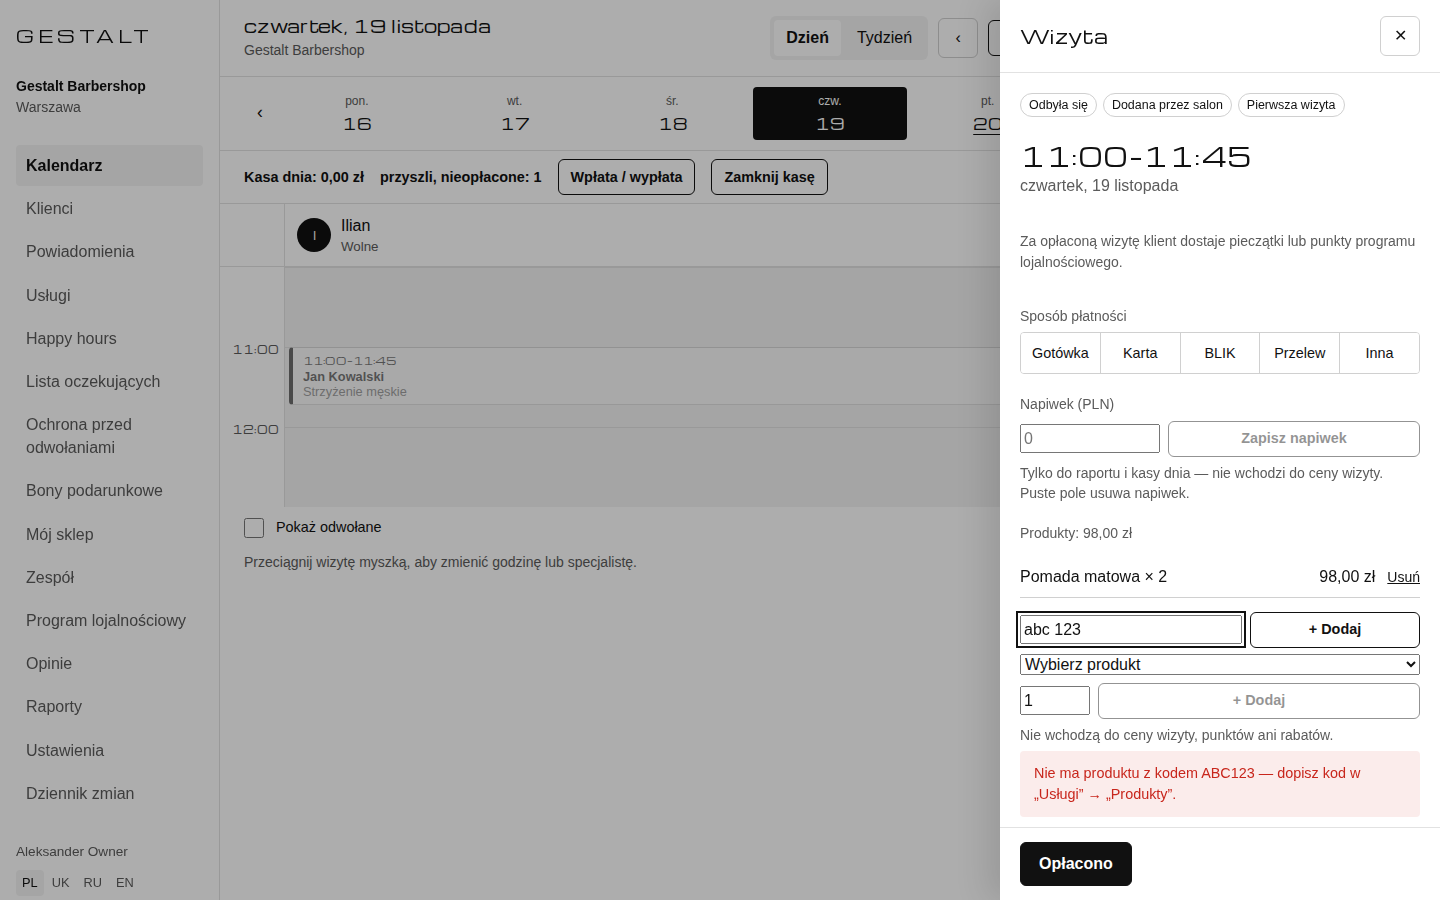 GESTALT
Gestalt Barbershop
Warszawa
Kalendarz
Klienci
Powiadomienia
Usługi
Happy hours
Lista oczekujących
Ochrona przed
odwołaniami
Bony podarunkowe
Mój sklep
Zespół
Program lojalnościowy
Opinie
Raporty
Ustawienia
Dziennik zmian
Aleksander Owner
PL UK RU EN
czwartek, 19 listopada
Gestalt Barbershop
Dzień Tydzień ‹
‹ pon. wt. śr. czw. pt.
16 17 18 19 20
Kasa dnia: 0,00 zł przyszli, nieopłacone: 1 Wpłata / wypłata Zamknij kasę
I Ilian
Wolne
11:00
11:00-11:45
Jan Kowalski
Strzyżenie męskie
12:00
Pokaż odwołane
Przeciągnij wizytę myszką, aby zmienić godzinę lub specjalistę.
Wizyta ✕
Odbyła się Dodana przez salon Pierwsza wizyta
11:00-11:45
czwartek, 19 listopada
Za opłaconą wizytę klient dostaje pieczątki lub punkty programu
lojalnościowego.
Sposób płatności
Gotówka Karta BLIK Przelew Inna
Napiwek (PLN)
0 Zapisz napiwek
Tylko do raportu i kasy dnia — nie wchodzi do ceny wizyty.
Puste pole usuwa napiwek.
Produkty: 98,00 zł
Pomada matowa × 2 98,00 zł Usuń
abc 123 + Dodaj
Wybierz produkt
1 + Dodaj
Nie wchodzą do ceny wizyty, punktów ani rabatów.
Nie ma produktu z kodem ABC123 — dopisz kod w
„Usługi” → „Produkty”.
Opłacono